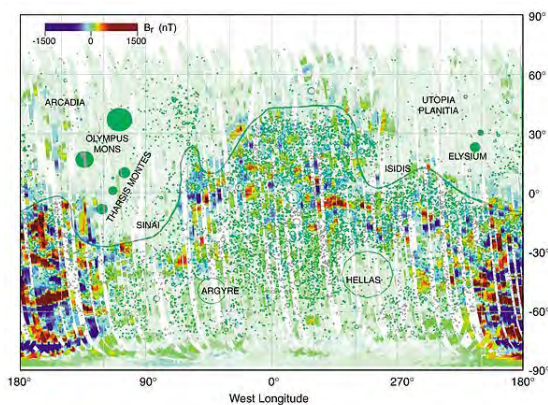 Br (nT)
-1500 0 1500
90°
60°
ARCADIA
UTOPIA
PLANITIA
OLYMPUS
MONS
30°
ELYSIUM
THARSIS MONTES
ISIDIS
0°
SINAI
-30°
HELLAS
ARGYRE
-60°
-90°
180° 90° 0° 270° 180°
West Longitude